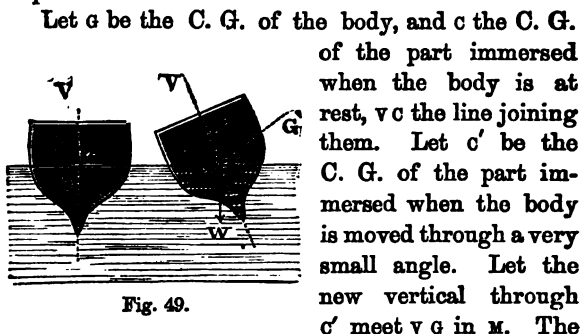 Let G be the C. G. of the body, and C the C. G.
of the part immersed
when the body is at
rest, V C the line joining
them. Let C′ be the
C. G. of the part im-
mersed when the body
is moved through a very
small angle. Let the
new vertical through
C′ meet V G in M. The
V
V
G
W
Fig. 49.